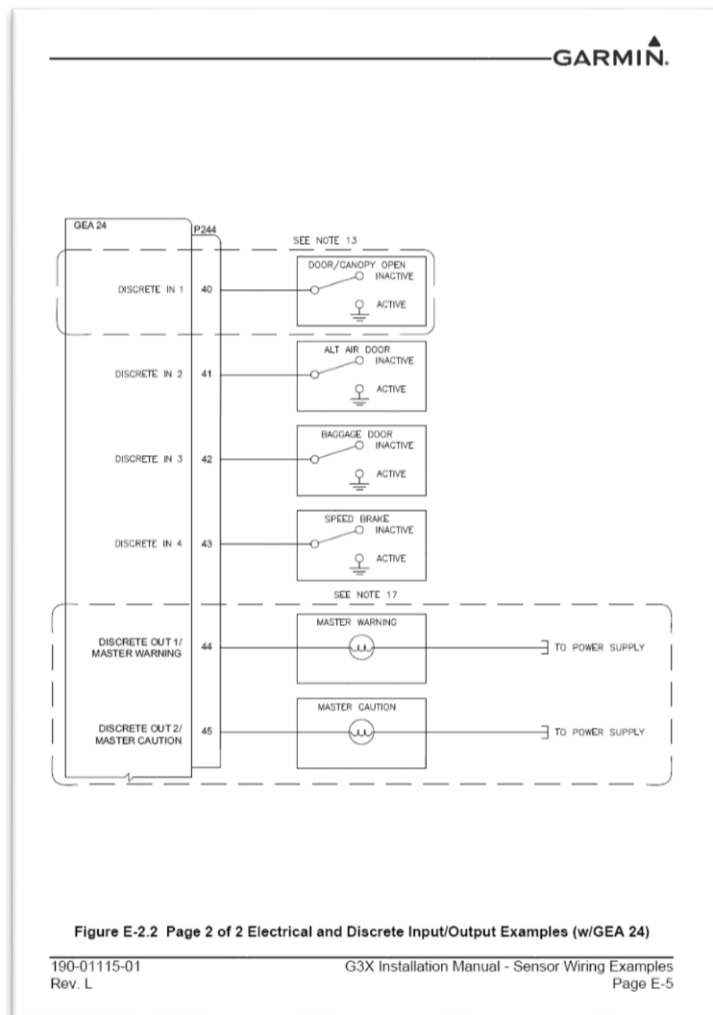 GARMIN.
GEA 24
P244
SEE NOTE 13
DOOR/CANOPY OPEN
INACTIVE
DISCRETE IN 1
40
ACTIVE
ALT AIR DOOR
INACTIVE
DISCRETE IN 2
41
ACTIVE
BAGGAGE DOOR
INACTIVE
DISCRETE IN 3
42
ACTIVE
SPEED BRAKE
INACTIVE
DISCRETE IN 4
43
ACTIVE
SEE NOTE 17
MASTER WARNING
DISCRETE OUT 1/
MASTER WARNING
44
TO POWER SUPPLY
MASTER CAUTION
DISCRETE OUT 2/
MASTER CAUTION
45
TO POWER SUPPLY
Figure E-2.2 Page 2 of 2 Electrical and Discrete Input/Output Examples (w/GEA 24)
190-01115-01
G3X Installation Manual - Sensor Wiring Examples
Rev. L
Page E-5